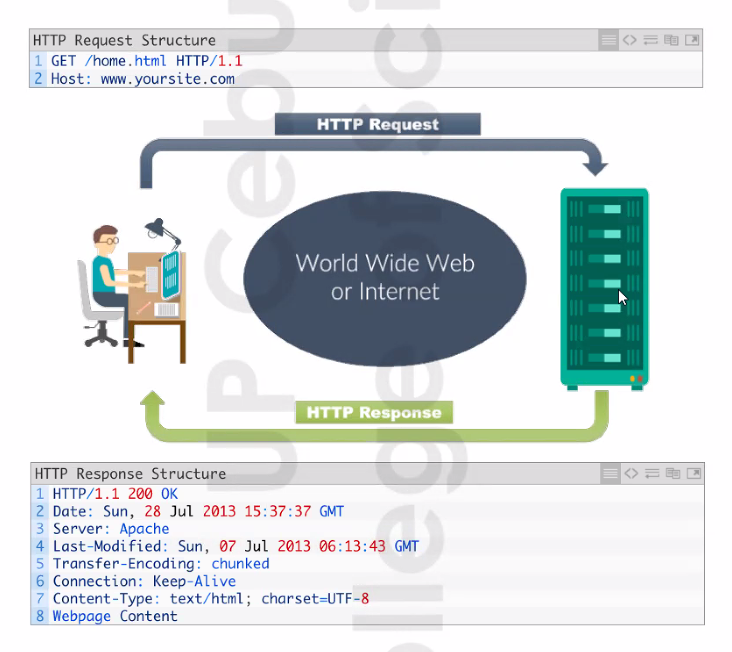 HTTP Request Structure
1 GET /home.html HTTP/1.1
2 Host: www.yoursite.com
HTTP Request
World Wide Web
or Internet
HTTP Response
HTTP Response Structure
1 HTTP/1.1 200 OK
2 Date: Sun, 28 Jul 2013 15:37:37 GMT
3 Server: Apache
4 Last-Modified: Sun, 07 Jul 2013 06:13:43 GMT
5 Transfer-Encoding: chunked
6 Connection: Keep-Alive
7 Content-Type: text/html; charset=UTF-8
8 Webpage Content
UP Cebu